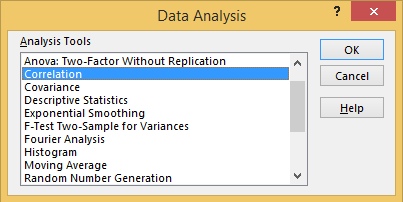 Data Analysis
?
Analysis Tools
Anova: Two-Factor Without Replication
Correlation
Covariance
Descriptive Statistics
Exponential Smoothing
F-Test Two-Sample for Variances
Fourier Analysis
Histogram
Moving Average
Random Number Generation
OK
Cancel
Help